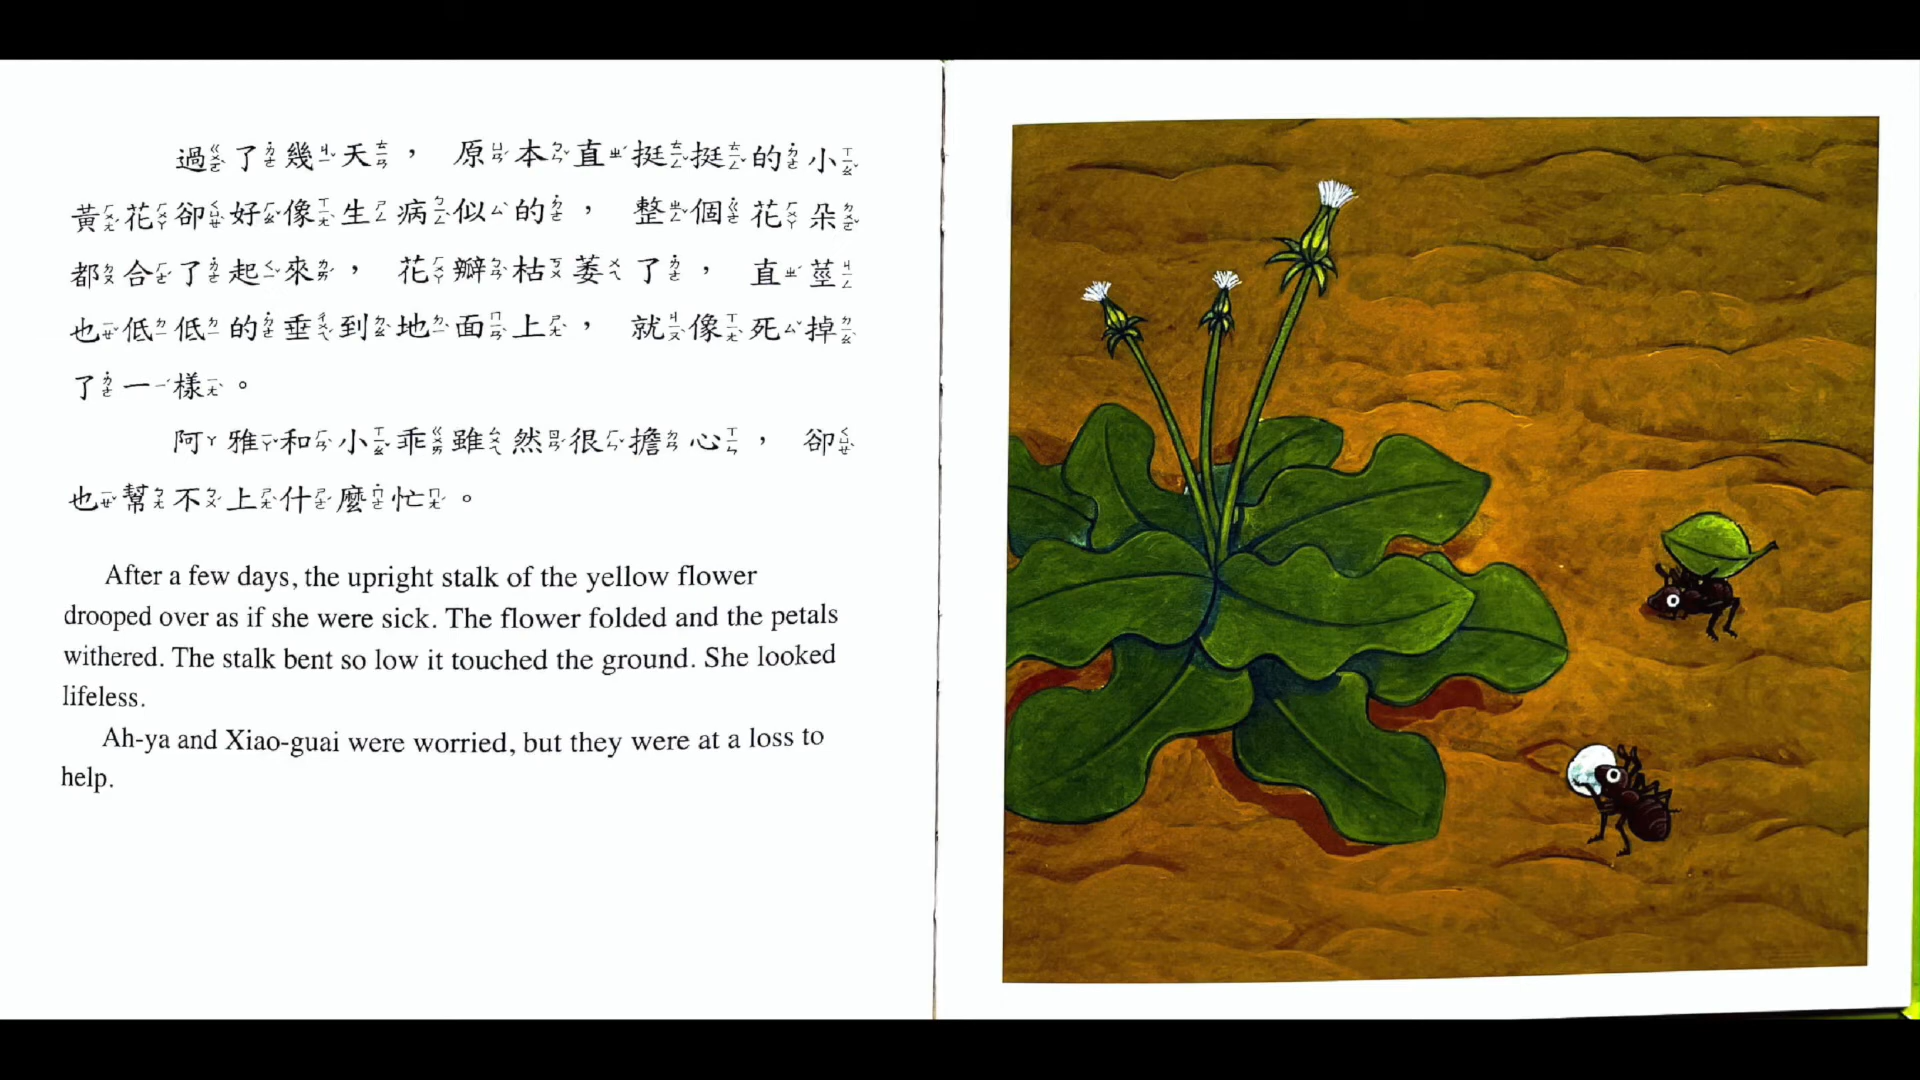 過了幾天，原本直挺挺的小
黃花卻好像生病似的，整個花朵
都合了起來，花瓣枯萎了，直莖
也低低的垂到地面上，就像死掉
了一樣。
阿雅和小乖雖然很擔心，卻
也幫不上什麼忙。
After a few days, the upright stalk of the yellow flower
drooped over as if she were sick. The flower folded and the petals
withered. The stalk bent so low it touched the ground. She looked
lifeless.
Ah-ya and Xiao-guai were worried, but they were at a loss to
help.